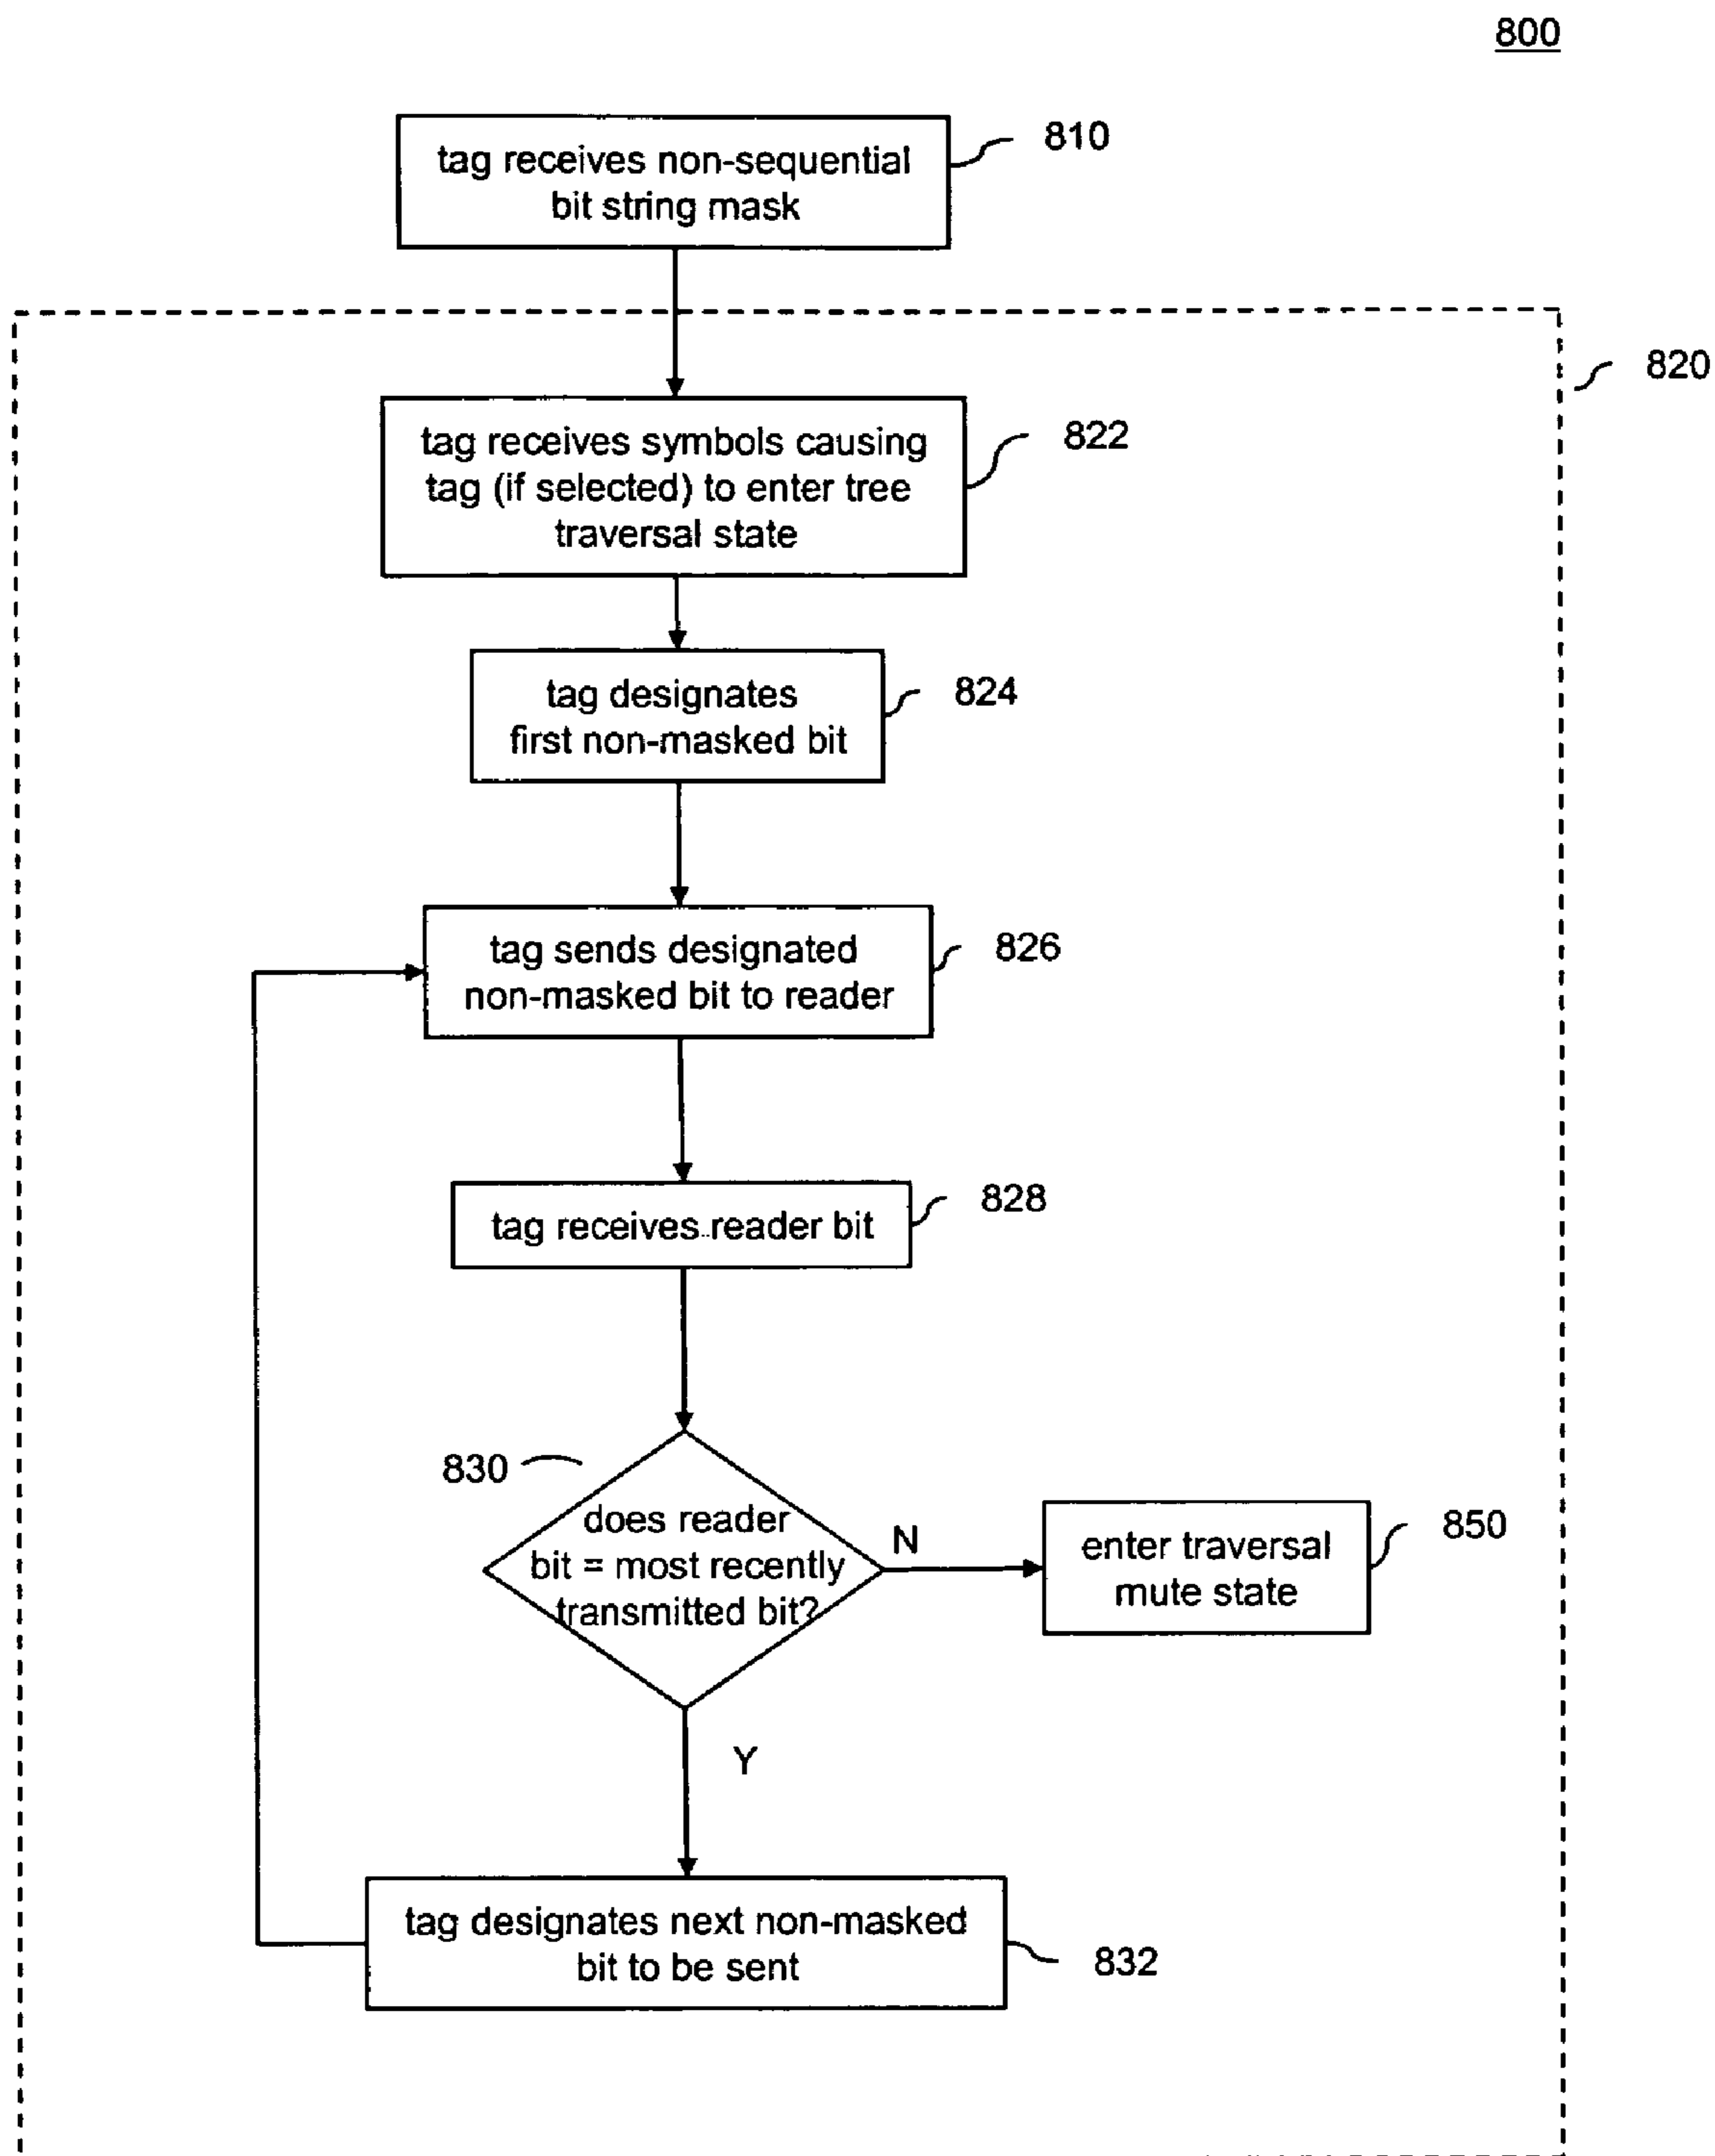 800
tag receives non-sequential
bit string mask
810
820
tag receives symbols causing
tag (if selected) to enter tree
traversal state
822
tag designates
first non-masked bit
824
tag sends designated
non-masked bit to reader
826
tag receives reader bit
828
830
does reader
bit = most recently
transmitted bit?
N
enter traversal
mute state
850
Y
tag designates next non-masked
bit to be sent
832